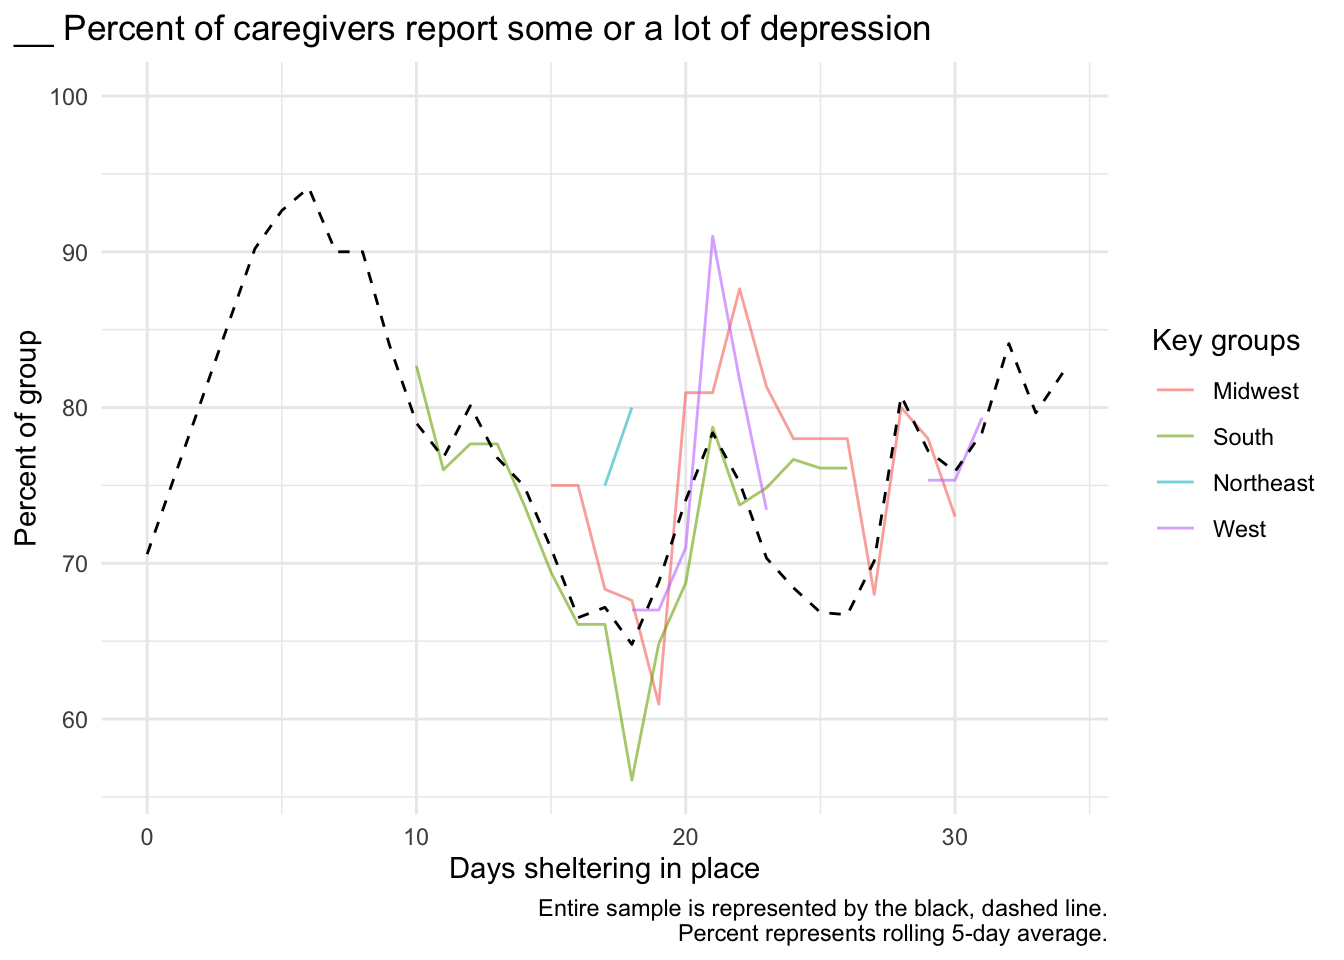 __ Percent of caregivers report some or a lot of depression
100
90
80
70
60
Percent of group
0
10
20
30
Days sheltering in place
Key groups
Midwest
South
Northeast
West
Entire sample is represented by the black, dashed line.
Percent represents rolling 5-day average.